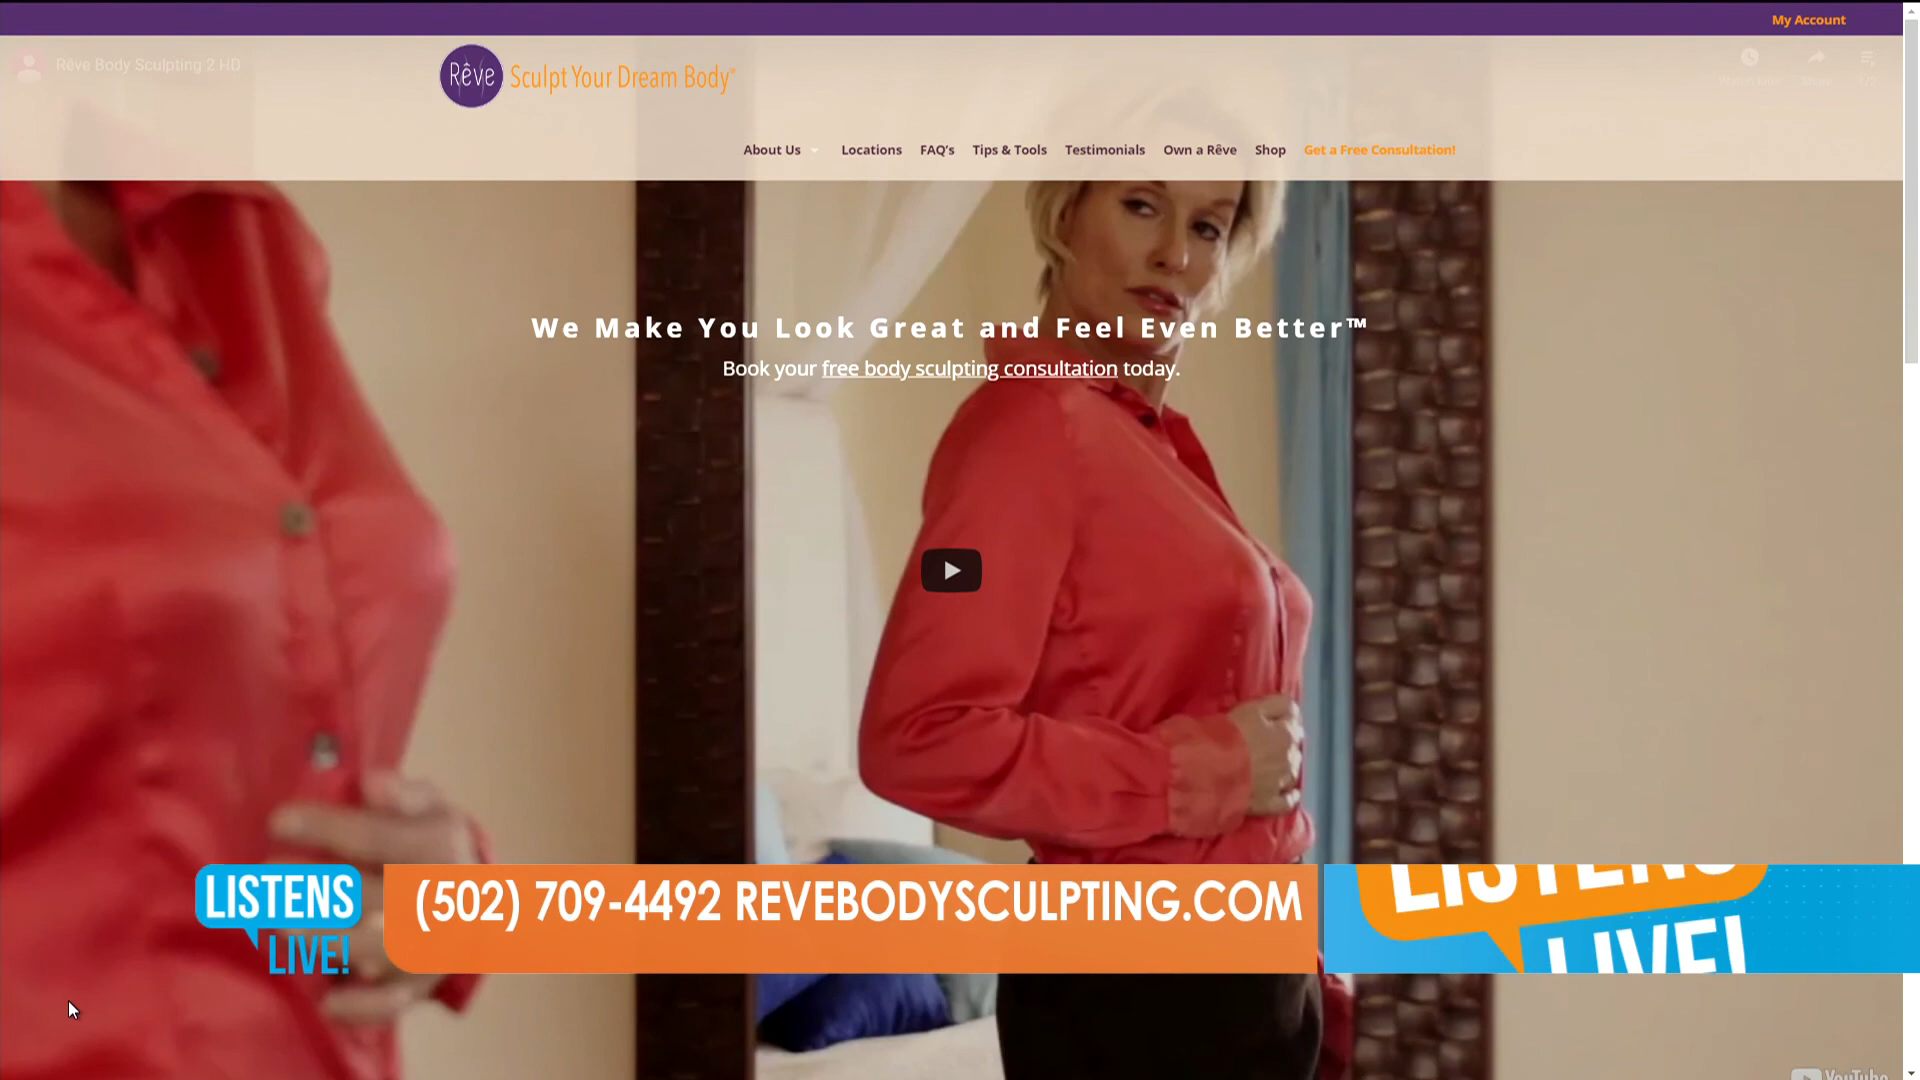 My Account
Rêve Body Sculpting 2 HD
Rêve Sculpt Your Dream Body
About Us Locations FAQ's Tips & Tools Testimonials Own a Rêve Shop Get a Free Consultation!
We Make You Look Great and Feel Even Better™
Book your free body sculpting consultation today.
LISTENS
LIVE!
(502) 709-4492 REVEBODYSCULPTING.COM
LISTENS
LIVE!
YouTube